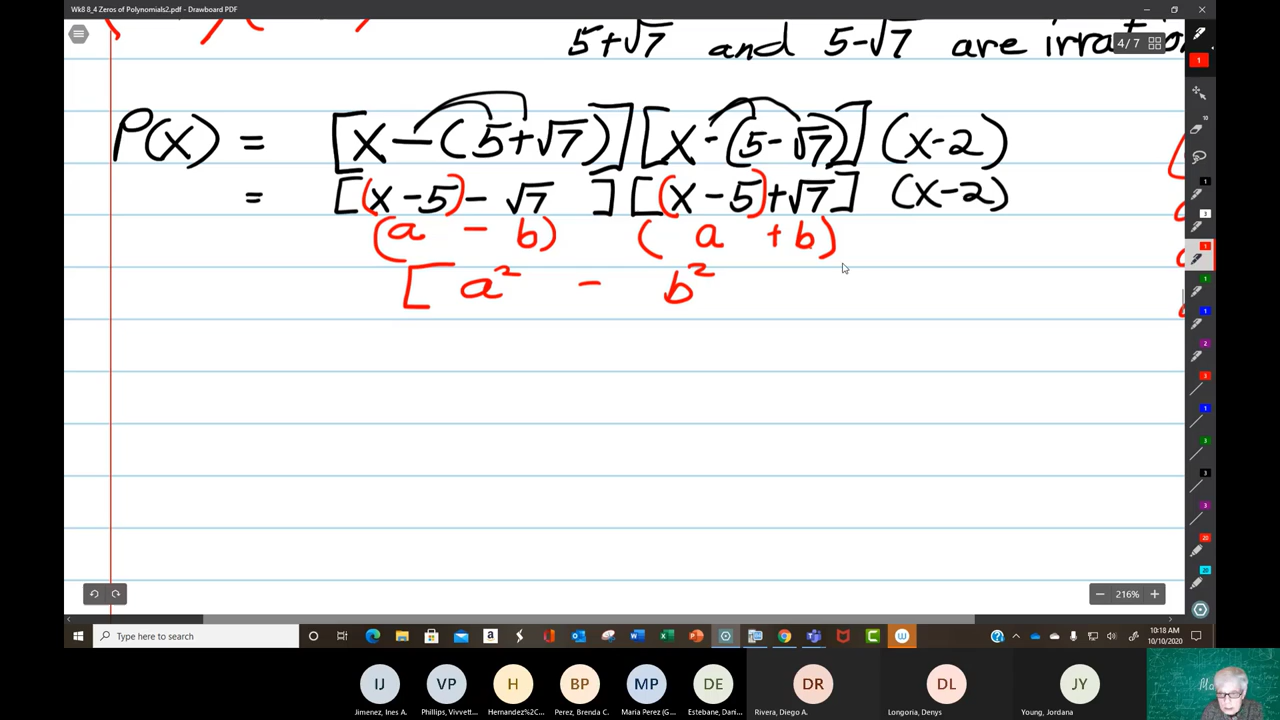 Wk8 8_4 Zeros of Polynomials2.pdf - Drawboard PDF
5+√7 and 5-√7 are irration
4/7
P(x) = [x-(5+√7)][x-(5-√7)](x-2)
= [(x-5)-√7][(x-5)+√7](x-2)
(a - b) (a + b)
[a² - b²
216%
Type here to search
10:18 AM
10/10/2020
IJ VP H BP MP DE DR DL JY
Jimenez, Ines A. Phillips, Vivvett... Hernandez%2C... Perez, Brenda C. Maria Perez (G... Estebane, Dani... Rivera, Diego A. Longoria, Denys Young, Jordana